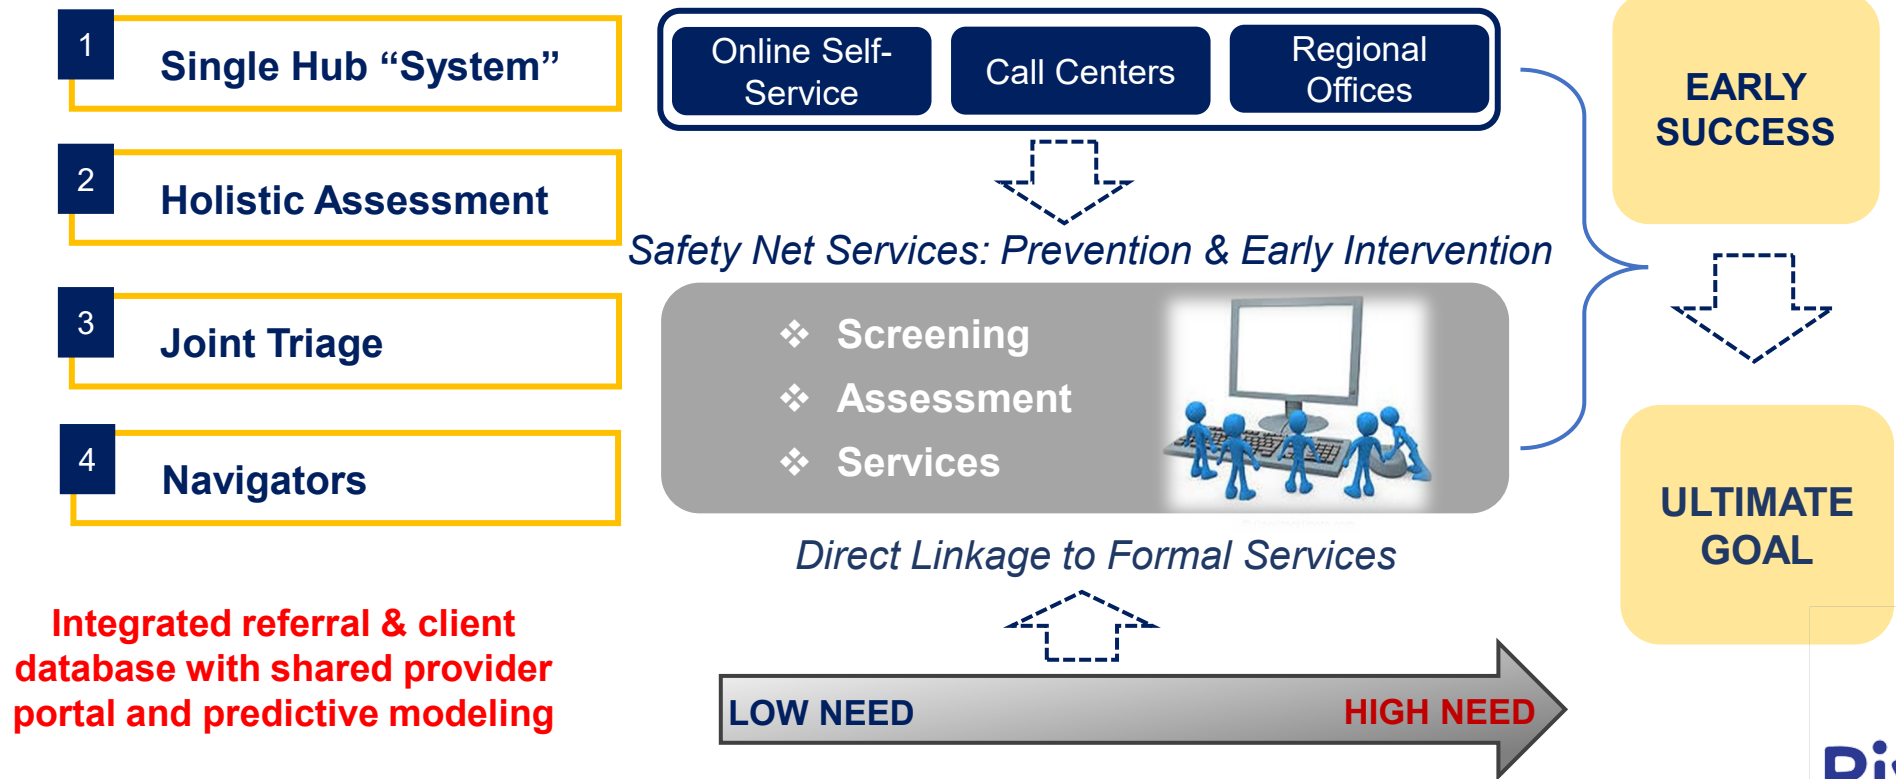 1
Single Hub “System”
2
Holistic Assessment
3
Joint Triage
4
Navigators
Integrated referral & client
database with shared provider
portal and predictive modeling
Online Self-
Service
Call Centers
Regional
Offices
Safety Net Services: Prevention & Early Intervention
❖ Screening
❖ Assessment
❖ Services
Direct Linkage to Formal Services
LOW NEED
HIGH NEED
EARLY
SUCCESS
ULTIMATE
GOAL